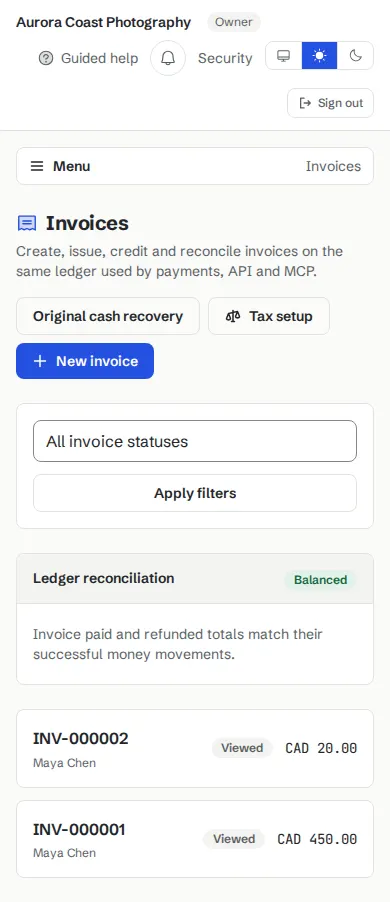 Aurora Coast Photography Owner
Guided help Security
Sign out
Menu Invoices
Invoices
Create, issue, credit and reconcile invoices on the
same ledger used by payments, API and MCP.
Original cash recovery Tax setup
New invoice
All invoice statuses
Apply filters
Ledger reconciliation Balanced
Invoice paid and refunded totals match their
successful money movements.
INV-000002 Viewed CAD 20.00
Maya Chen
INV-000001 Viewed CAD 450.00
Maya Chen